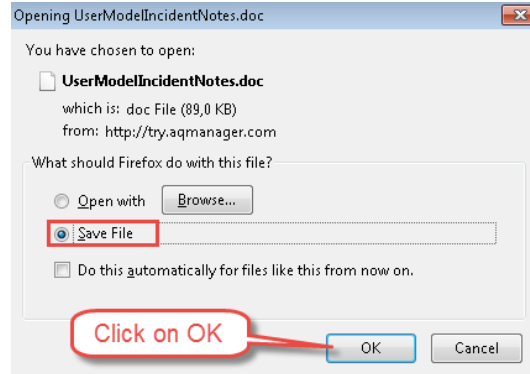 Opening UserModelIncidentNotes.doc
You have chosen to open:
UserModelIncidentNotes.doc
which is: doc File (89,0 KB)
from: http://try.aqmanager.com
What should Firefox do with this file?
Open with Browse...
Save File
Do this automatically for files like this from now on.
Click on OK
OK Cancel